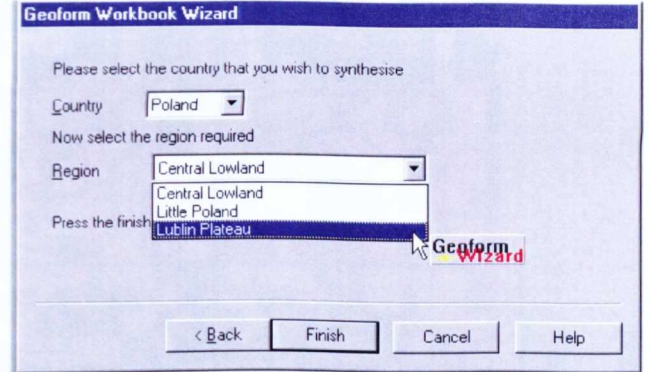 Geoform Workbook Wizard
Please select the country that you wish to synthesise
Country Poland
Now select the region required
Region Central Lowland
Central Lowland
Little Poland
Press the finish
Lublin Plateau
Geoform
Wizard
< Back Finish Cancel Help